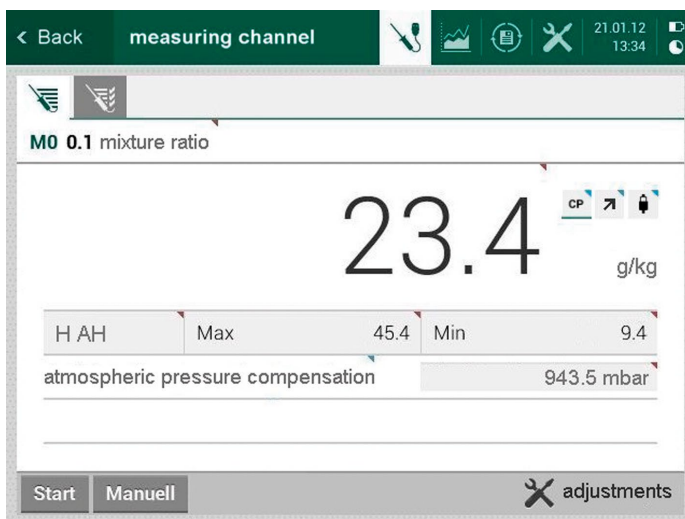 < Back measuring channel 21.01.12
13:34
M0 0.1 mixture ratio
CP
23.4 g/kg
H AH Max 45.4 Min 9.4
atmospheric pressure compensation 943.5 mbar
Start Manuell adjustments